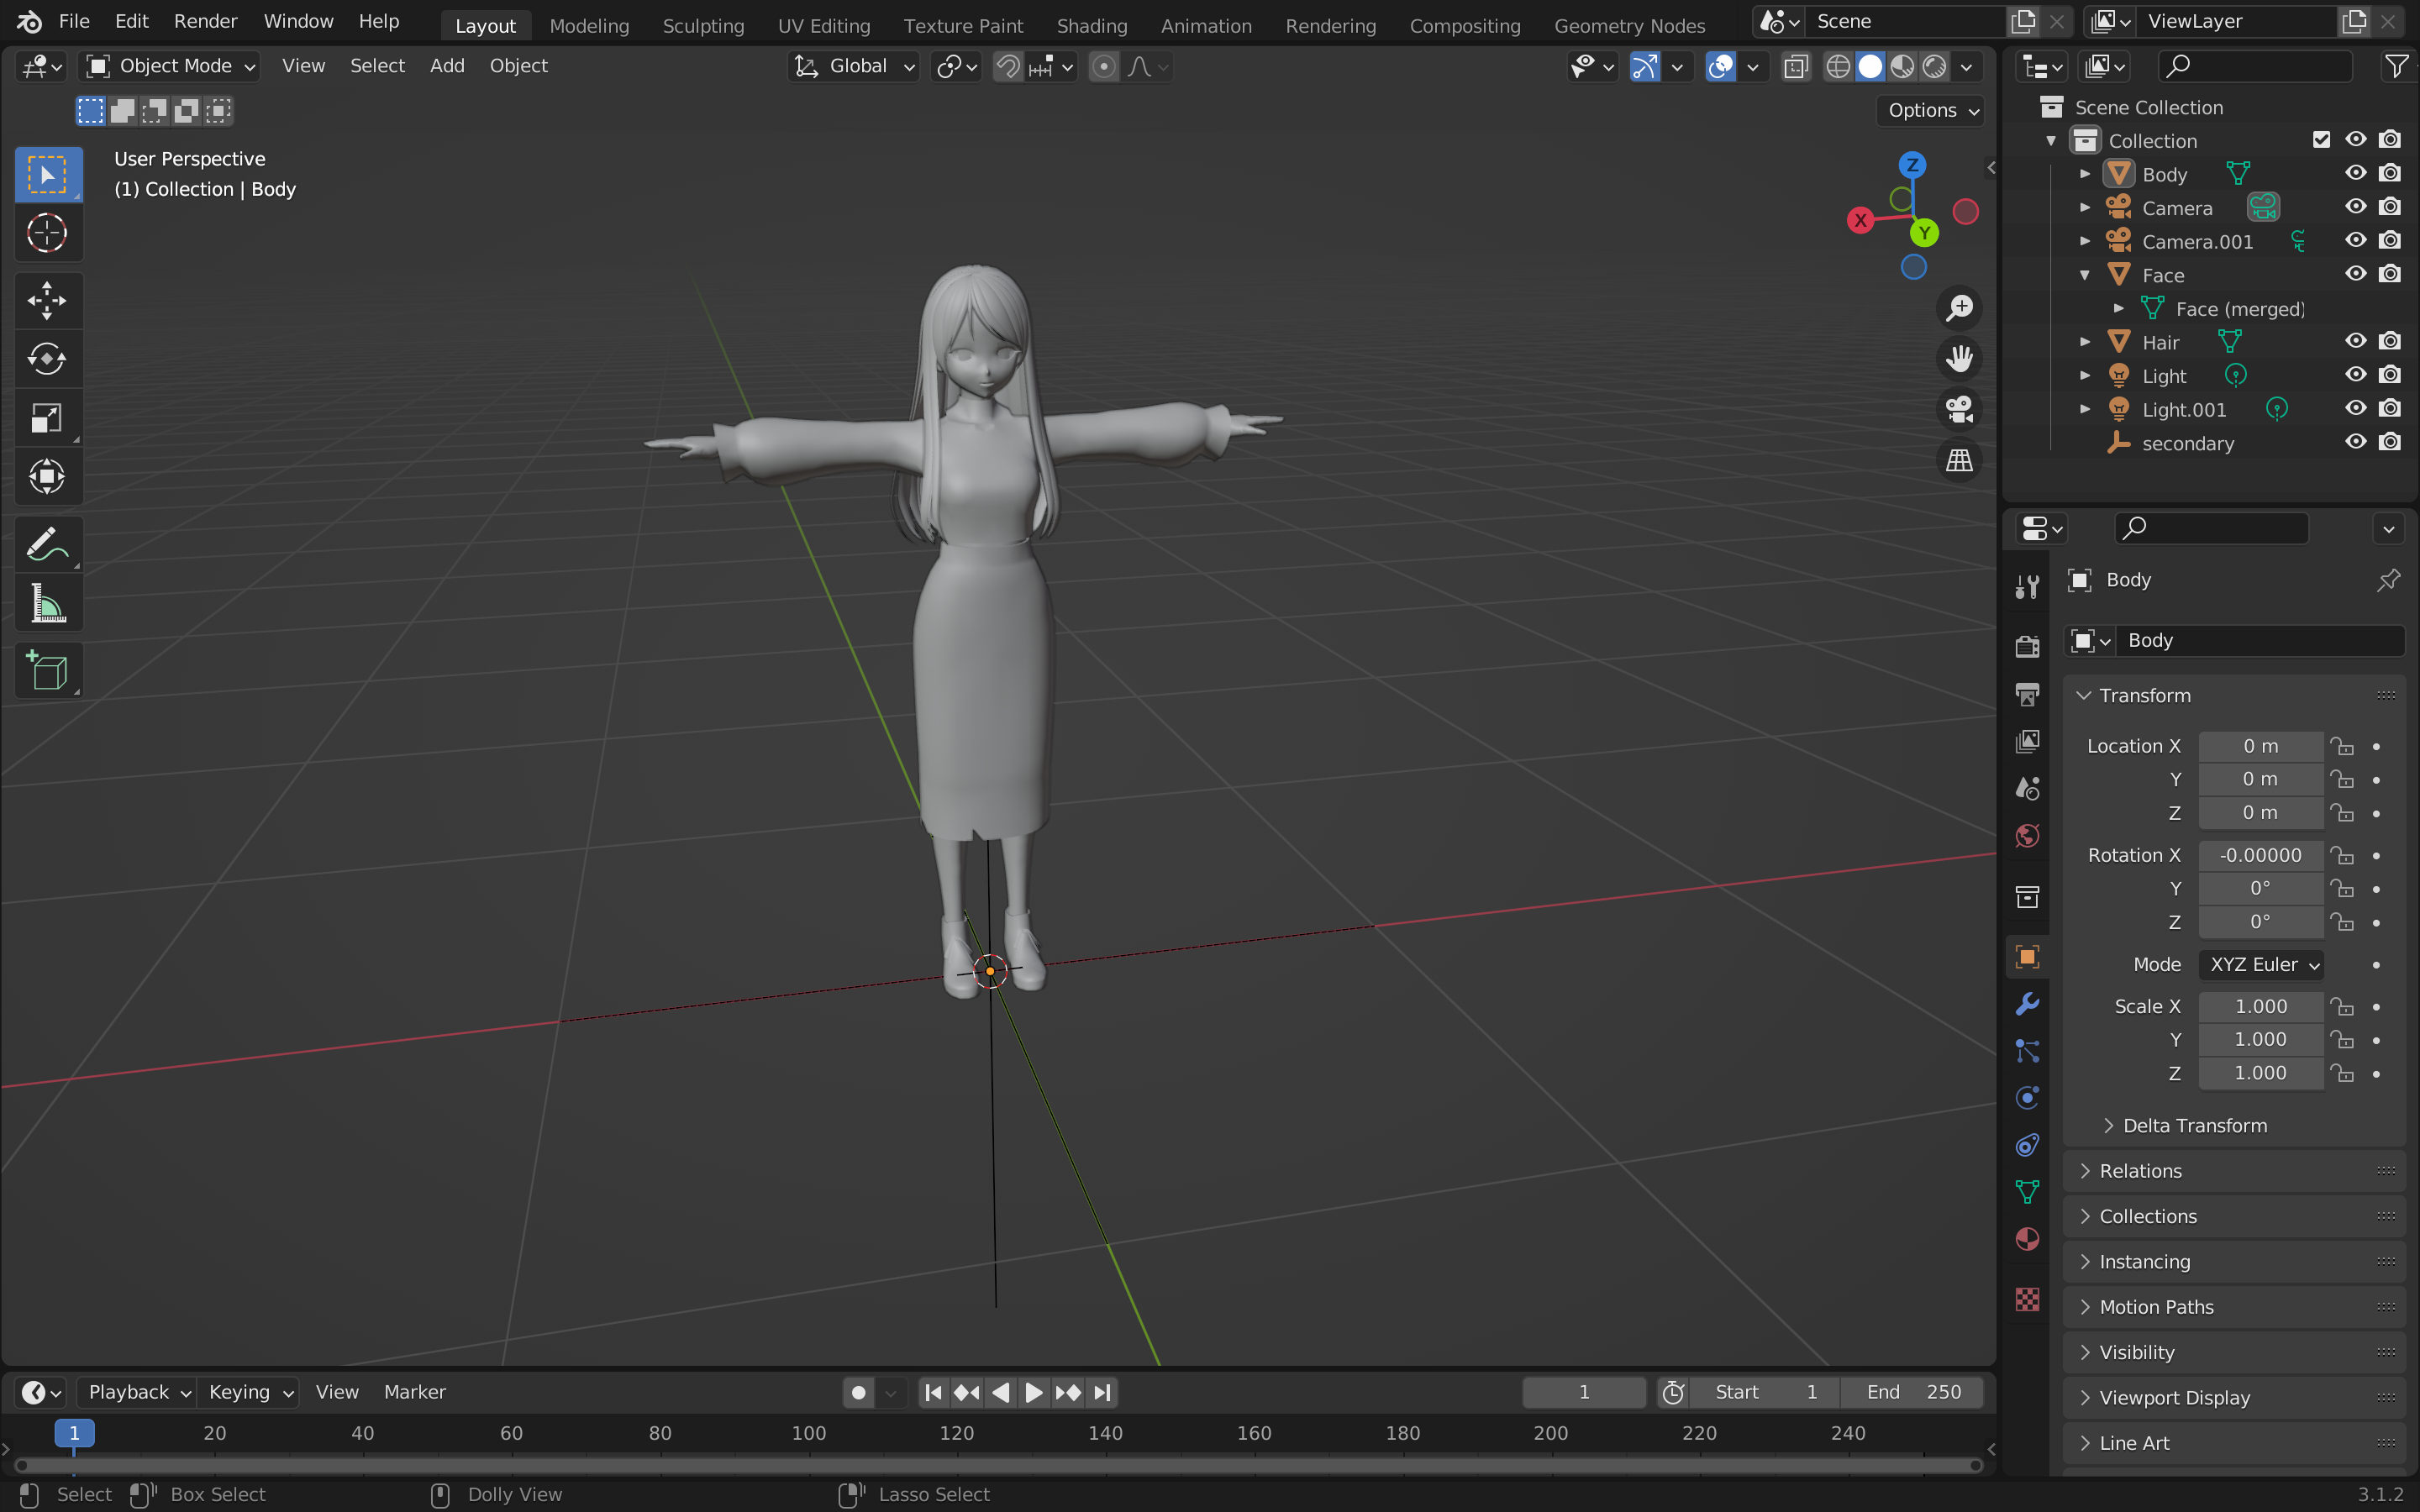 File Edit Render Window Help Layout Modeling Sculpting UV Editing Texture Paint Shading Animation Rendering Compositing Geometry Nodes Scene ViewLayer
Object Mode View Select Add Object Global
Options
User Perspective
(1) Collection | Body
Z
X
Y
Scene Collection
Collection
Body
Camera
Camera.001
Face
Face (merged)
Hair
Light
Light.001
secondary
Body
Body
Transform
Location X 0 m
Y 0 m
Z 0 m
Rotation X -0.00000
Y 0°
Z 0°
Mode XYZ Euler
Scale X 1.000
Y 1.000
Z 1.000
Delta Transform
Relations
Collections
Instancing
Motion Paths
Visibility
Viewport Display
Line Art
Playback Keying View Marker 1 Start 1 End 250
1 20 40 60 80 100 120 140 160 180 200 220 240
Select Box Select Dolly View Lasso Select 3.1.2